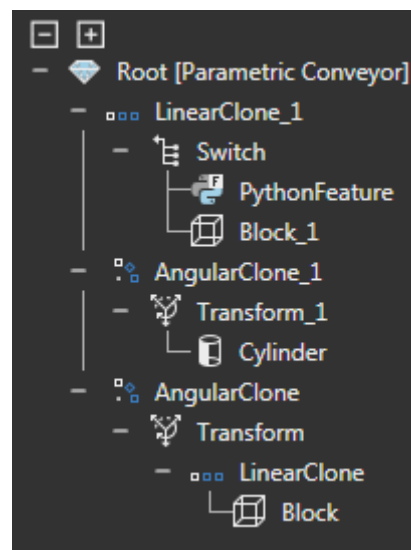 Root [Parametric Conveyor]
LinearClone_1
Switch
PythonFeature
Block_1
AngularClone_1
Transform_1
Cylinder
AngularClone
Transform
LinearClone
Block